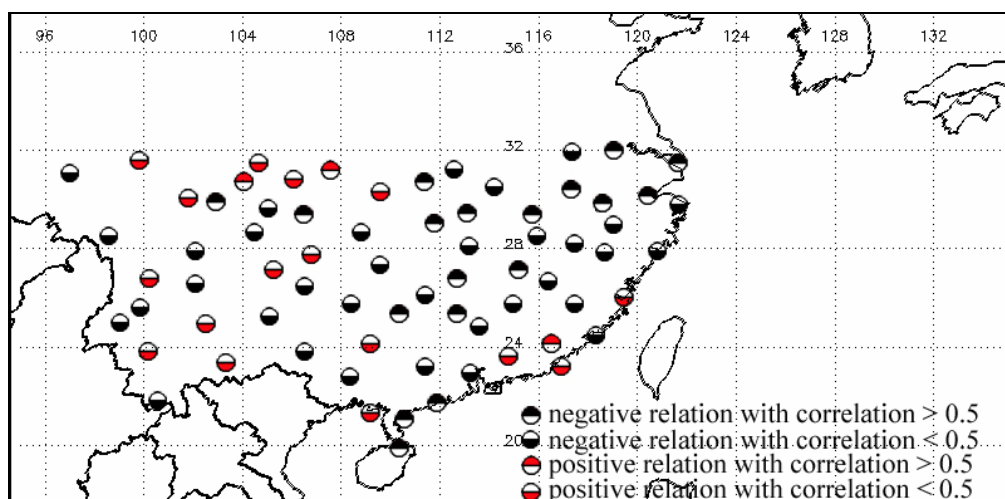 96 100 104 108 112 116 120 124 128 132
36
32
28
24
20
negative relation with correlation > 0.5
negative relation with correlation < 0.5
positive relation with correlation > 0.5
positive relation with correlation < 0.5